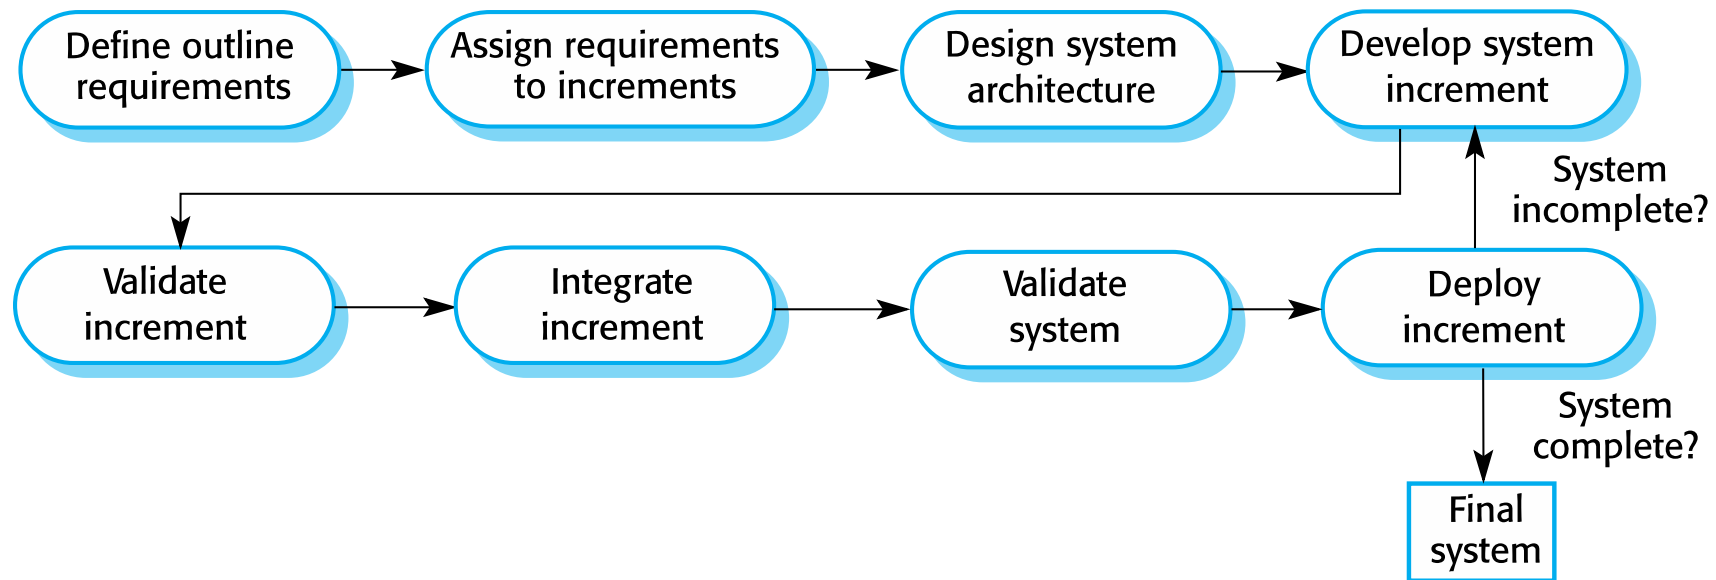 Define outline
requirements
Assign requirements
to increments
Design system
architecture
Develop system
increment
System
incomplete?
Validate
increment
Integrate
increment
Validate
system
Deploy
increment
System
complete?
Final
system